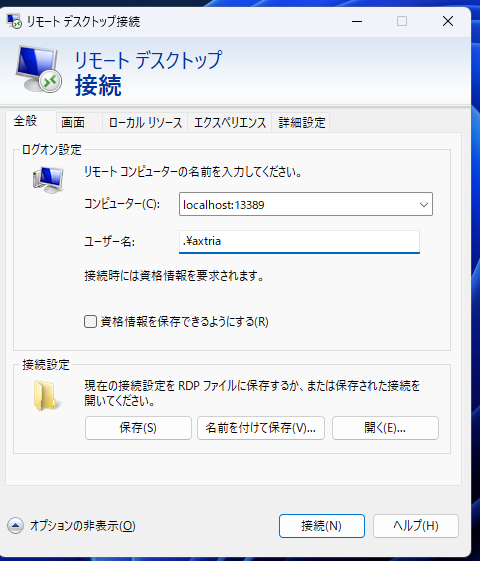 リモート デスクトップ接続
リモート デスクトップ
接続
全般 画面 ローカル リソース エクスペリエンス 詳細設定
ログオン設定
リモート コンピューターの名前を入力してください。
コンピューター(C): localhost:13389
ユーザー名: .¥axtria
接続時には資格情報を要求されます。
資格情報を保存できるようにする(R)
接続設定
現在の接続設定を RDP ファイルに保存するか、または保存された接続を
開いてください。
保存(S) 名前を付けて保存(V)... 開く(E)...
オプションの非表示(O) 接続(N) ヘルプ(H)